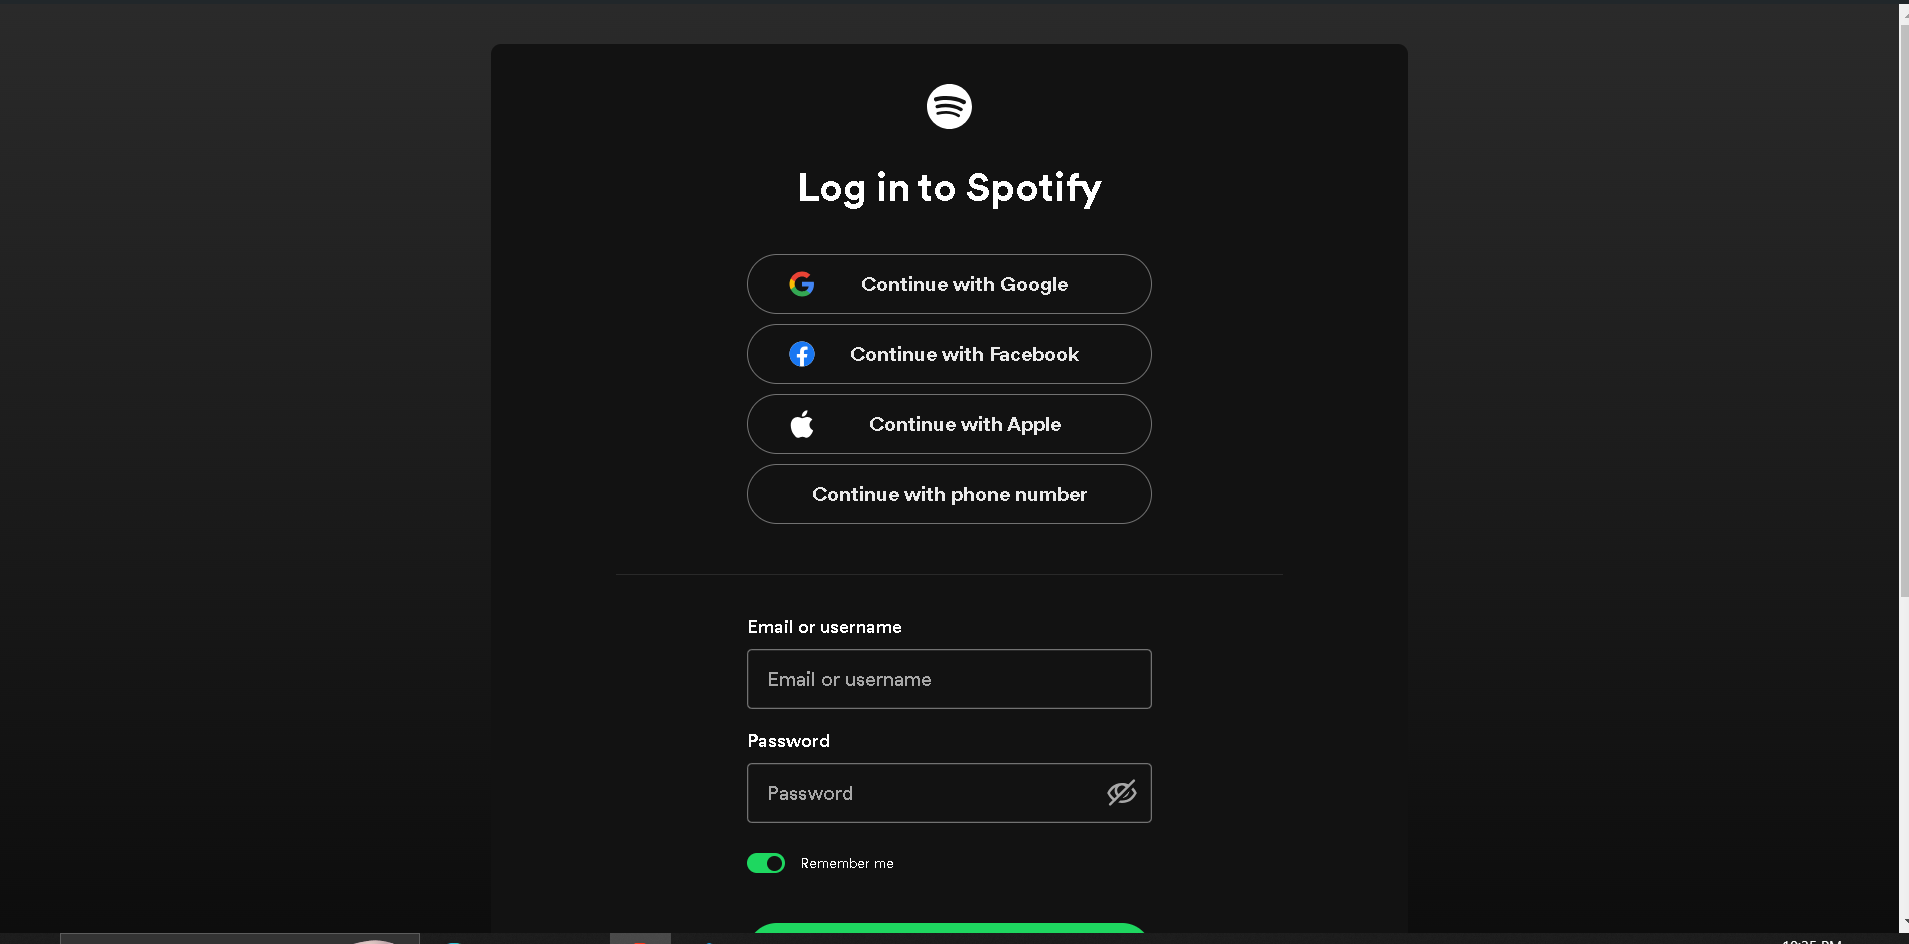 Log in to Spotify
Continue with Google
Continue with Facebook
Continue with Apple
Continue with phone number
Email or username
Email or username
Password
Password
Remember me